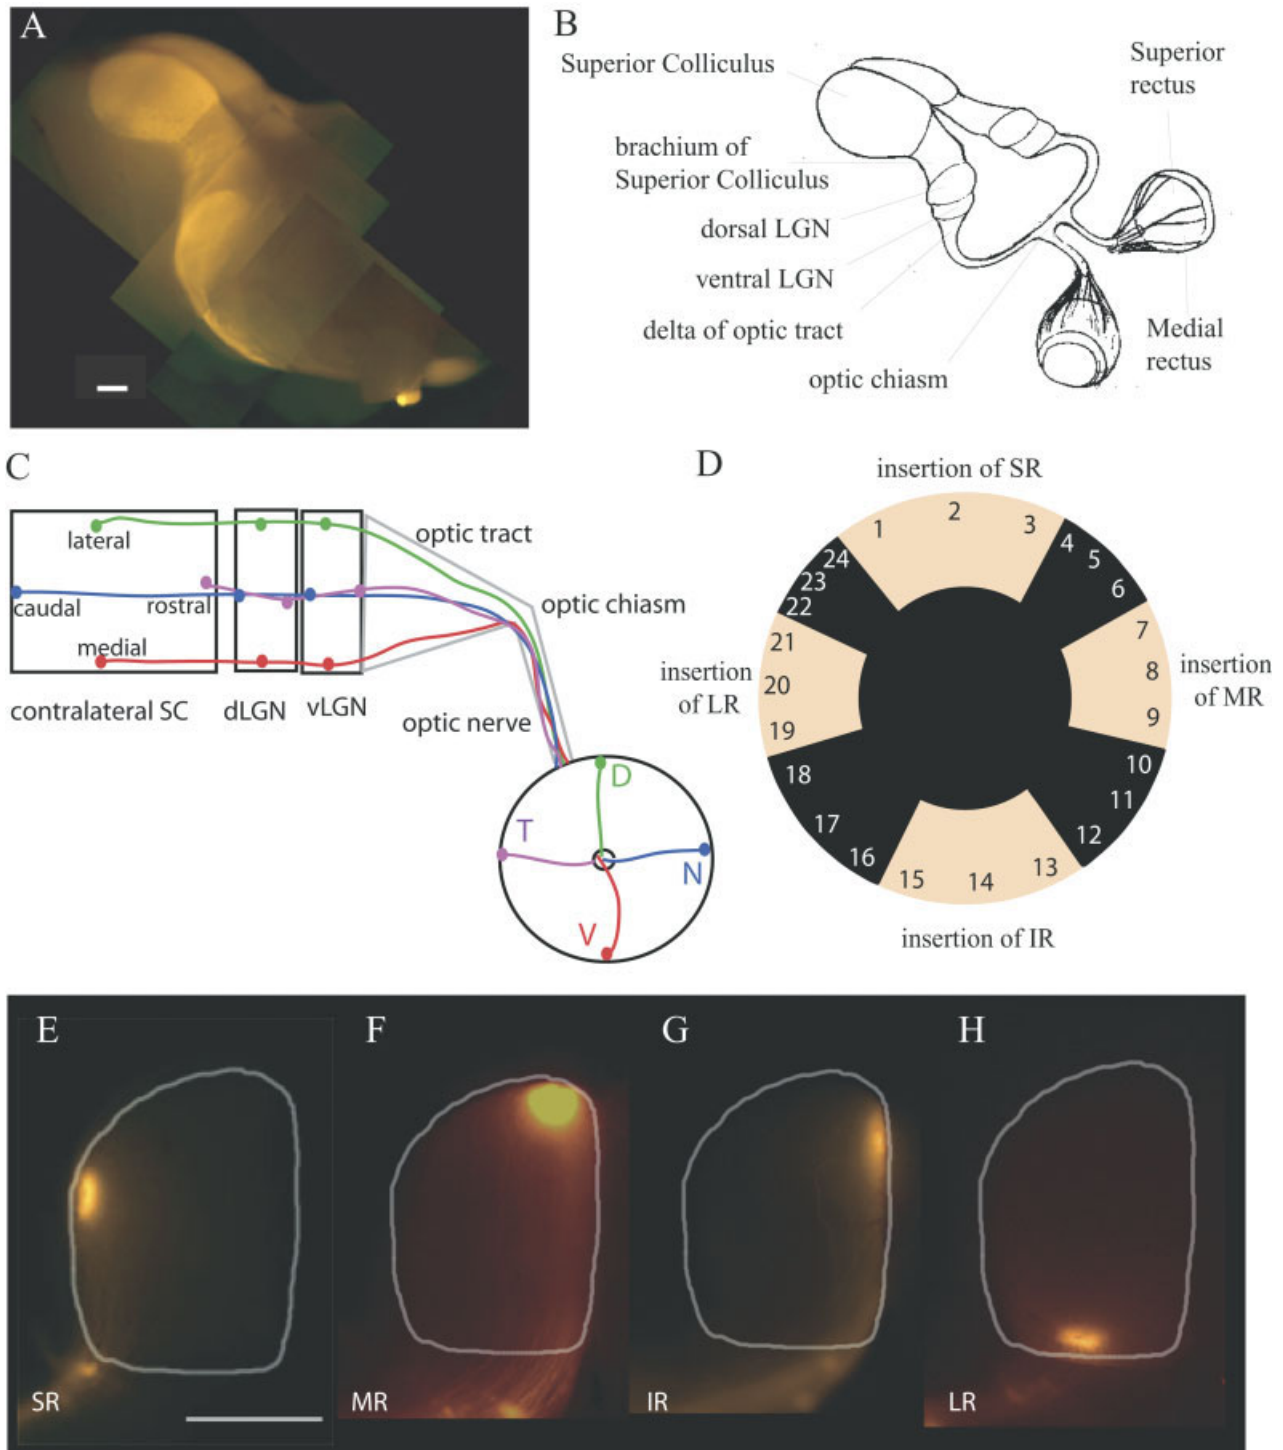 A
B
Superior Colliculus
Superior
rectus
brachium of
Superior Colliculus
dorsal LGN
ventral LGN
delta of optic tract
Medial
rectus
optic chiasm
C
optic tract
lateral
optic chiasm
caudal
rostral
medial
contralateral SC
dLGN
vLGN
optic nerve
D
T
N
V
D
insertion of SR
1
2
3
4
5
6
7
8
9
10
11
12
13
14
15
16
17
18
19
20
21
22
23
24
insertion
of LR
insertion
of MR
insertion of IR
E
F
G
H
SR
MR
IR
LR